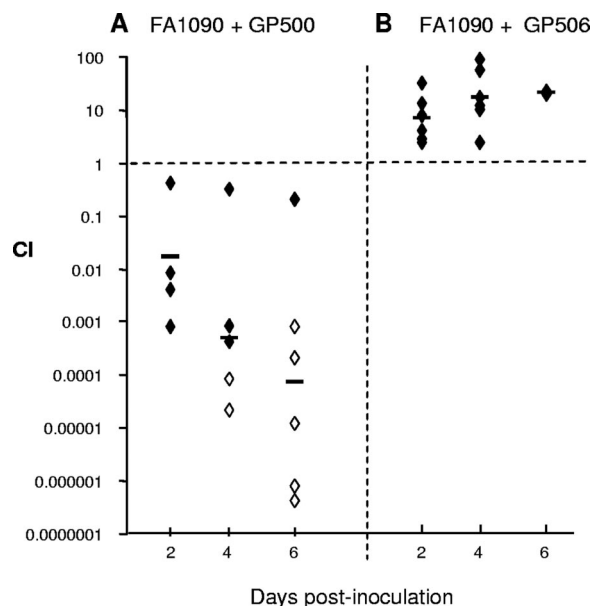 A FA1090 + GP500
B FA1090 + GP506
100
10
1
0.1
CI
0.01
0.001
0.0001
0.00001
0.000001
0.0000001
2 4 6 2 4 6
Days post-inoculation